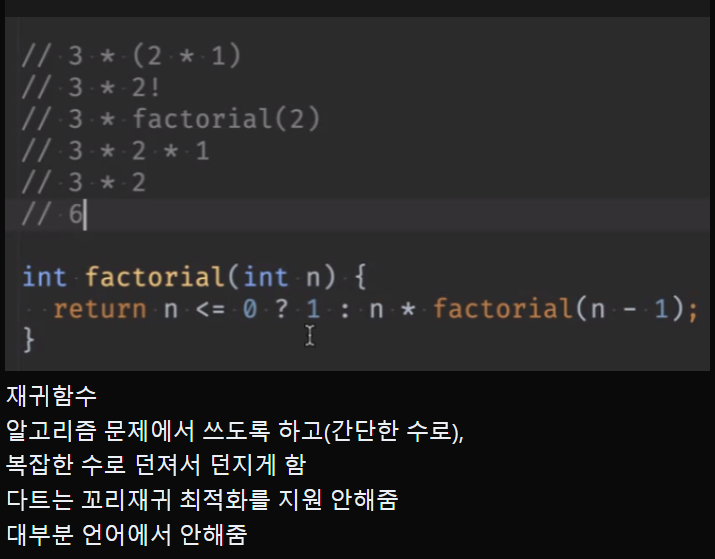 // 3 * (2 * 1)
// 3 * 2!
// 3 * factorial(2)
// 3 * 2 * 1
// 3 * 2
// 6
int factorial(int n) {
  return n <= 0 ? 1 : n * factorial(n - 1);
}
재귀함수
알고리즘 문제에서 쓰도록 하고(간단한 수로),
복잡한 수로 던져서 던지게 함
다트는 꼬리재귀 최적화를 지원 안해줌
대부분 언어에서 안해줌